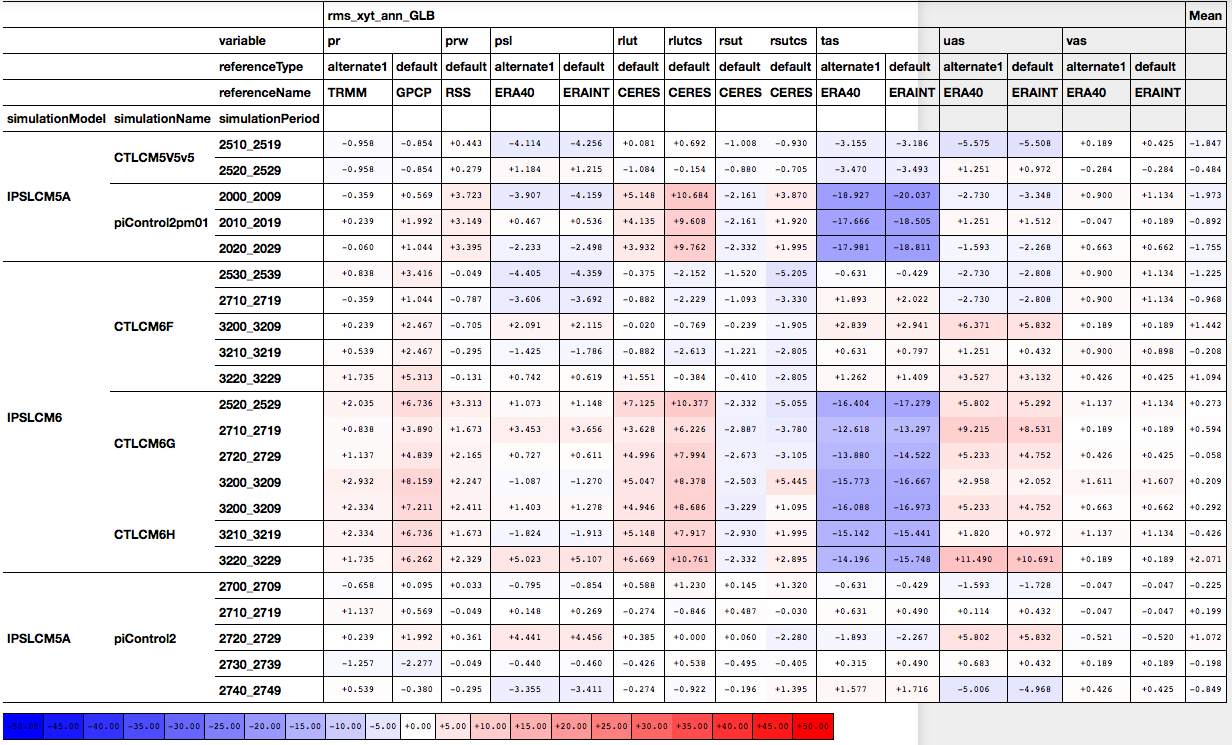 rms_xyt_ann_GLB Mean
variable pr prw psl rlut rlutcs rsut rsutcs tas uas vas
referenceType alternate1 default default alternate1 default default default default default alternate1 default alternate1 default alternate1 default
referenceName TRMM GPCP RSS ERA40 ERAINT CERES CERES CERES CERES ERA40 ERAINT ERA40 ERAINT ERA40 ERAINT
simulationModel simulationName simulationPeriod
IPSLCM5A CTLCM5V5v5 2510_2519 -0.958 -0.854 +0.443 -4.114 -4.256 +0.081 +0.692 -1.008 -0.930 -3.155 -3.186 -5.575 -5.508 +0.189 +0.425 -1.847
2520_2529 -0.958 -0.854 +0.279 +1.184 +1.215 -1.084 -0.154 -0.880 -0.705 -3.470 -3.493 +1.251 +0.972 -0.284 -0.284 -0.484
piControl2pm01 2000_2009 -0.359 +0.569 +3.723 -3.907 -4.159 +5.148 +10.684 -2.161 +3.870 -18.927 -20.037 -2.730 -3.348 +0.900 +1.134 -1.973
2010_2019 +0.239 +1.992 +3.149 +0.467 +0.536 +4.135 +9.608 -2.161 +1.920 -17.666 -18.505 +1.251 +1.512 -0.047 +0.189 -0.892
2020_2029 -0.060 +1.044 +3.395 -2.233 -2.498 +3.932 +9.762 -2.332 +1.995 -17.981 -18.811 -1.593 -2.268 +0.663 +0.662 -1.755
IPSLCM6 CTLCM6F 2530_2539 +0.838 +3.416 -0.049 -4.405 -4.359 -0.375 -2.152 -1.520 -5.205 -0.631 -0.429 -2.730 -2.808 +0.900 +1.134 -1.225
2710_2719 -0.359 +1.044 -0.787 -3.606 -3.692 -0.882 -2.229 -1.093 -3.330 +1.893 +2.022 -2.730 -2.808 +0.900 +1.134 -0.968
3200_3209 +0.239 +2.467 -0.705 +2.091 +2.115 -0.020 -0.769 -0.239 -1.905 +2.839 +2.941 +6.371 +5.832 +0.189 +0.189 +1.442
3210_3219 +0.539 +2.467 -0.295 -1.425 -1.786 -0.882 -2.613 -1.221 -2.805 +0.631 +0.797 +1.251 +0.432 +0.900 +0.898 -0.208
3220_3229 +1.735 +5.313 -0.131 +0.742 +0.619 +1.551 -0.384 -0.410 -2.805 +1.262 +1.409 +3.527 +3.132 +0.426 +0.425 +1.094
CTLCM6G 2520_2529 +2.035 +6.736 +3.313 +1.073 +1.148 +7.125 +10.377 -2.332 -5.055 -16.404 -17.279 +5.802 +5.292 +1.137 +1.134 +0.273
2710_2719 +0.838 +3.890 +1.673 +3.453 +3.656 +3.628 +6.226 -2.887 -3.780 -12.618 -13.297 +9.215 +8.531 +0.189 +0.189 +0.594
2720_2729 +1.137 +4.839 +2.165 +0.727 +0.611 +4.996 +7.994 -2.673 -3.105 -13.880 -14.522 +5.233 +4.752 +0.426 +0.425 -0.058
3200_3209 +2.932 +8.159 +2.247 -1.087 -1.270 +5.047 +8.378 -2.503 +5.445 -15.773 -16.667 +2.958 +2.052 +1.611 +1.607 +0.209
CTLCM6H 3200_3209 +2.334 +7.211 +2.411 +1.403 +1.278 +4.946 +8.686 -3.229 +1.095 -16.088 -16.973 +5.233 +4.752 +0.663 +0.662 +0.292
3210_3219 +2.334 +6.736 +1.673 -1.824 -1.913 +5.148 +7.917 -2.930 +1.995 -15.142 -15.441 +1.820 +0.972 +1.137 +1.134 -0.426
3220_3229 +1.735 +6.262 +2.329 +5.023 +5.107 +6.669 +10.761 -2.332 +2.895 -14.196 -15.748 +11.490 +10.691 +0.189 +0.189 +2.071
IPSLCM5A piControl2 2700_2709 -0.658 +0.095 +0.033 -0.795 -0.854 +0.588 +1.230 +0.145 +1.320 -0.631 -0.429 -1.593 -1.728 -0.047 -0.047 -0.225
2710_2719 +1.137 +0.569 -0.049 +0.148 +0.269 -0.274 -0.846 +0.487 -0.030 +0.631 +0.490 +0.114 +0.432 -0.047 -0.047 +0.199
2720_2729 +0.239 +1.992 +0.361 +4.441 +4.456 +0.385 +0.000 +0.060 -2.280 -1.893 -2.267 +5.802 +5.832 -0.521 -0.520 +1.072
2730_2739 -1.257 -2.277 -0.049 -0.440 -0.460 -0.426 +0.538 -0.495 -0.405 +0.315 +0.490 +0.683 +0.432 +0.189 +0.189 -0.198
2740_2749 +0.539 -0.380 -0.295 -3.355 -3.411 -0.274 -0.922 -0.196 +1.395 +1.577 +1.716 -5.006 -4.968 +0.426 +0.425 -0.849
-50.00 -45.00 -40.00 -35.00 -30.00 -25.00 -20.00 -15.00 -10.00 -5.00 +0.00 +5.00 +10.00 +15.00 +20.00 +25.00 +30.00 +35.00 +40.00 +45.00 +50.00